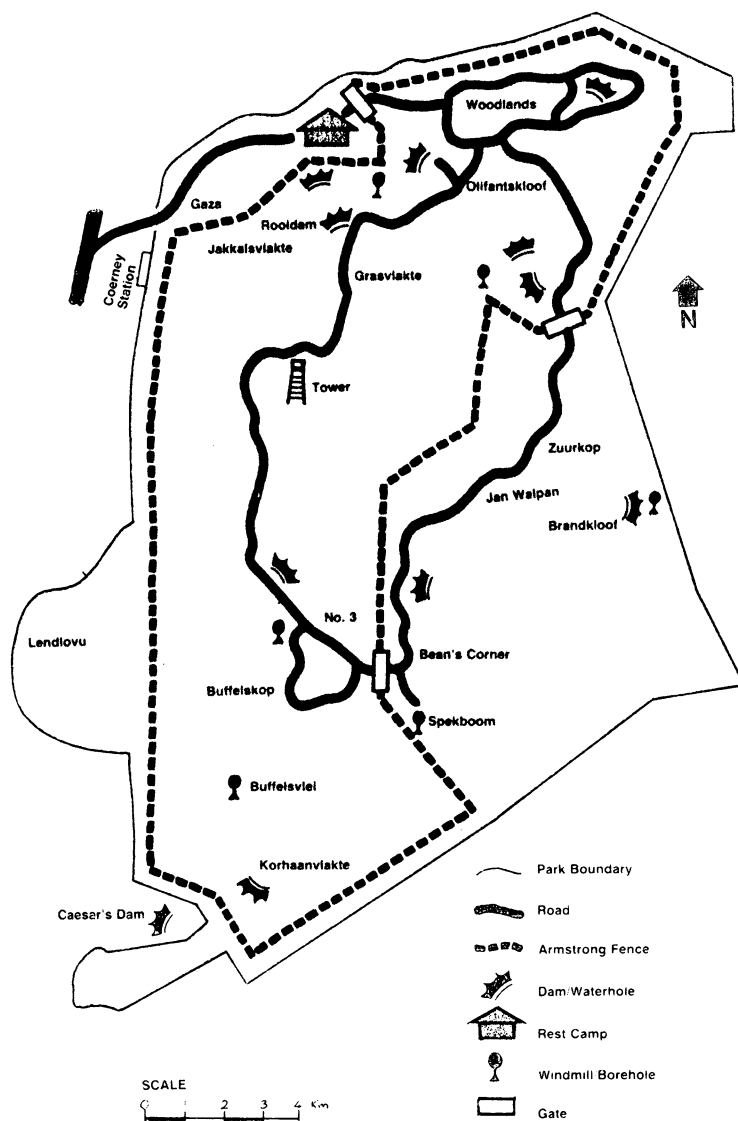 Woodlands
Olifantskloof
Gaza
Rooidam
Jakkalsvlakte
Coerney
Station
Grasvlakte
N
Tower
Zuurkop
Jan Walpan
Brandkloof
No. 3
Lendlovu
Bean's Corner
Buffelskop
Spekboom
Buffelsvlei
Korhaanvlakte
Caeser's Dam
Park Boundary
Road
Armstrong Fence
Dam/Waterhole
Rest Camp
Windmill Borehole
Gate
SCALE
0 2 3 4 Km